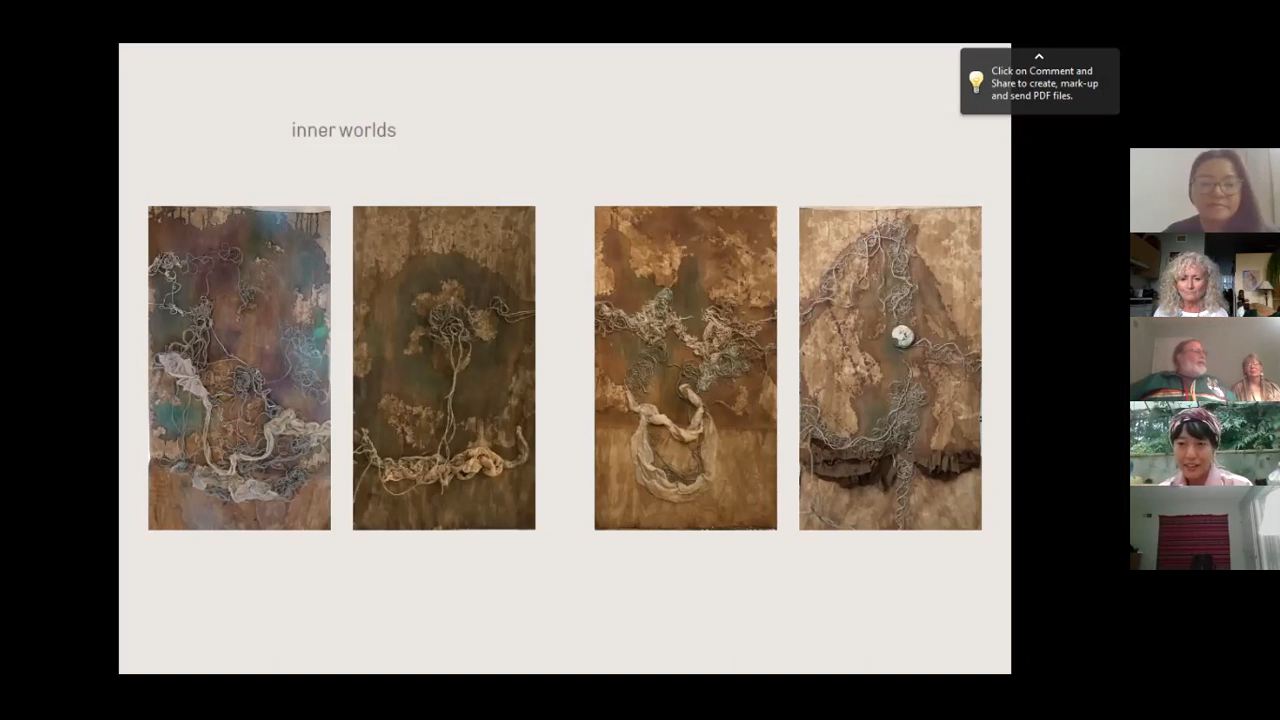 inner worlds
Click on Comment and
Share to create, mark-up
and send PDF files.